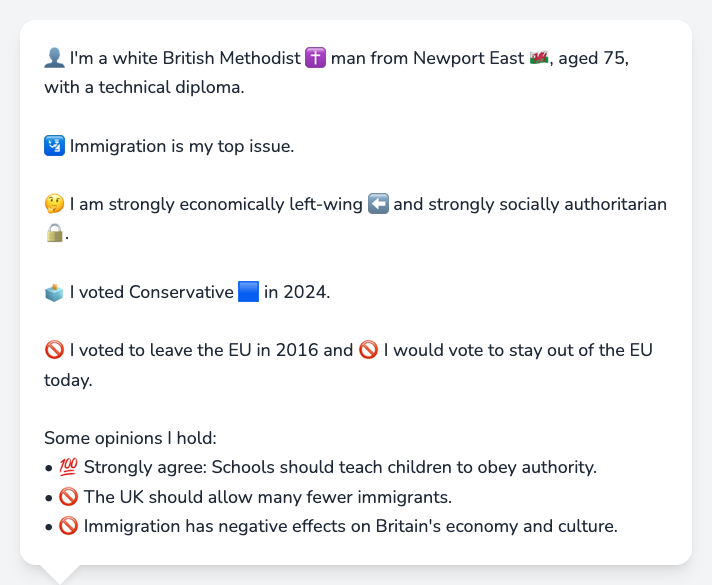 👤 I'm a white British Methodist ✝️ man from Newport East 🏴󠁧󠁢󠁷󠁬󠁳󠁿, aged 75,
with a technical diploma.
🛂 Immigration is my top issue.
🤔 I am strongly economically left-wing ⬅️ and strongly socially authoritarian
🔒.
🗳️ I voted Conservative 🟦 in 2024.
🚫 I voted to leave the EU in 2016 and 🚫 I would vote to stay out of the EU
today.
Some opinions I hold:
• 💯 Strongly agree: Schools should teach children to obey authority.
• 🚫 The UK should allow many fewer immigrants.
• 🚫 Immigration has negative effects on Britain's economy and culture.